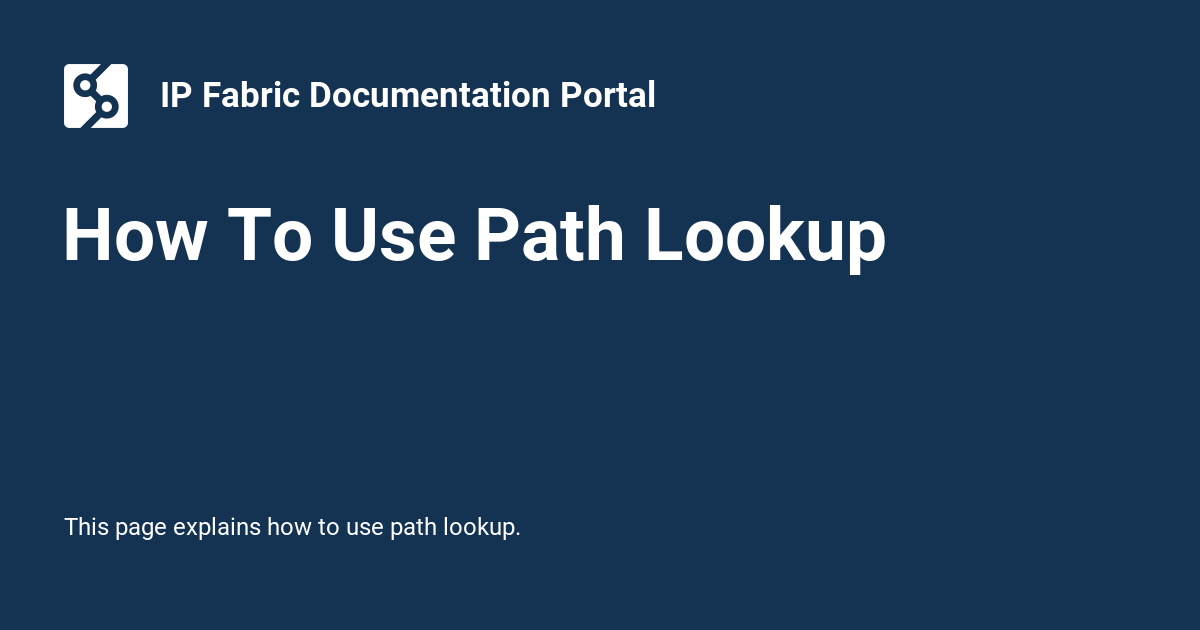 IP Fabric Documentation Portal
How To Use Path Lookup
This page explains how to use path lookup.